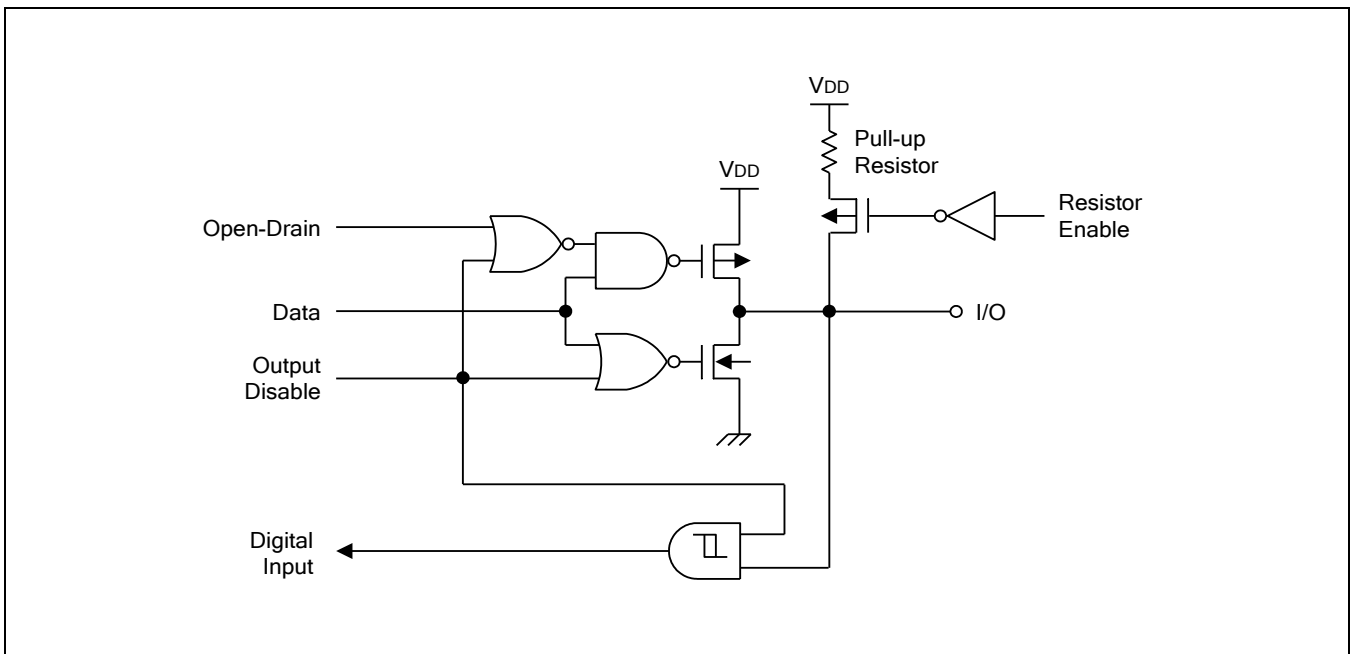 VDD
Pull-up
Resistor
VDD
Resistor
Enable
Open-Drain
Data
I/O
Output
Disable
Digital
Input